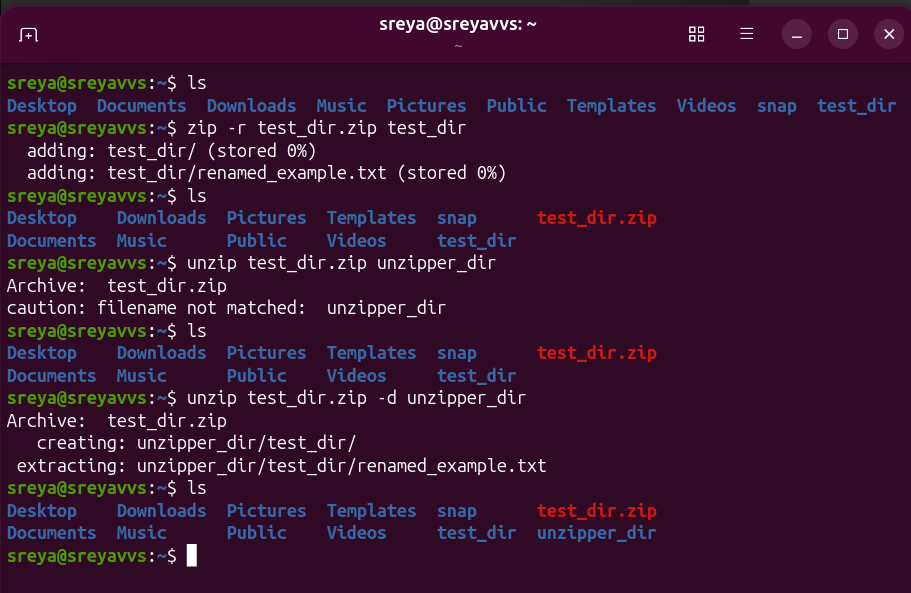 sreya@sreyavvs: ~
~
sreya@sreyavvs:~$ ls
Desktop  Documents  Downloads  Music  Pictures  Public  Templates  Videos  snap  test_dir
sreya@sreyavvs:~$ zip -r test_dir.zip test_dir
  adding: test_dir/ (stored 0%)
  adding: test_dir/renamed_example.txt (stored 0%)
sreya@sreyavvs:~$ ls
Desktop    Downloads  Pictures  Templates  snap      test_dir.zip
Documents  Music      Public    Videos     test_dir
sreya@sreyavvs:~$ unzip test_dir.zip unzipper_dir
Archive:  test_dir.zip
caution: filename not matched:  unzipper_dir
sreya@sreyavvs:~$ ls
Desktop    Downloads  Pictures  Templates  snap      test_dir.zip
Documents  Music      Public    Videos     test_dir
sreya@sreyavvs:~$ unzip test_dir.zip -d unzipper_dir
Archive:  test_dir.zip
   creating: unzipper_dir/test_dir/
 extracting: unzipper_dir/test_dir/renamed_example.txt
sreya@sreyavvs:~$ ls
Desktop    Downloads  Pictures  Templates  snap      test_dir.zip
Documents  Music      Public    Videos     test_dir  unzipper_dir
sreya@sreyavvs:~$